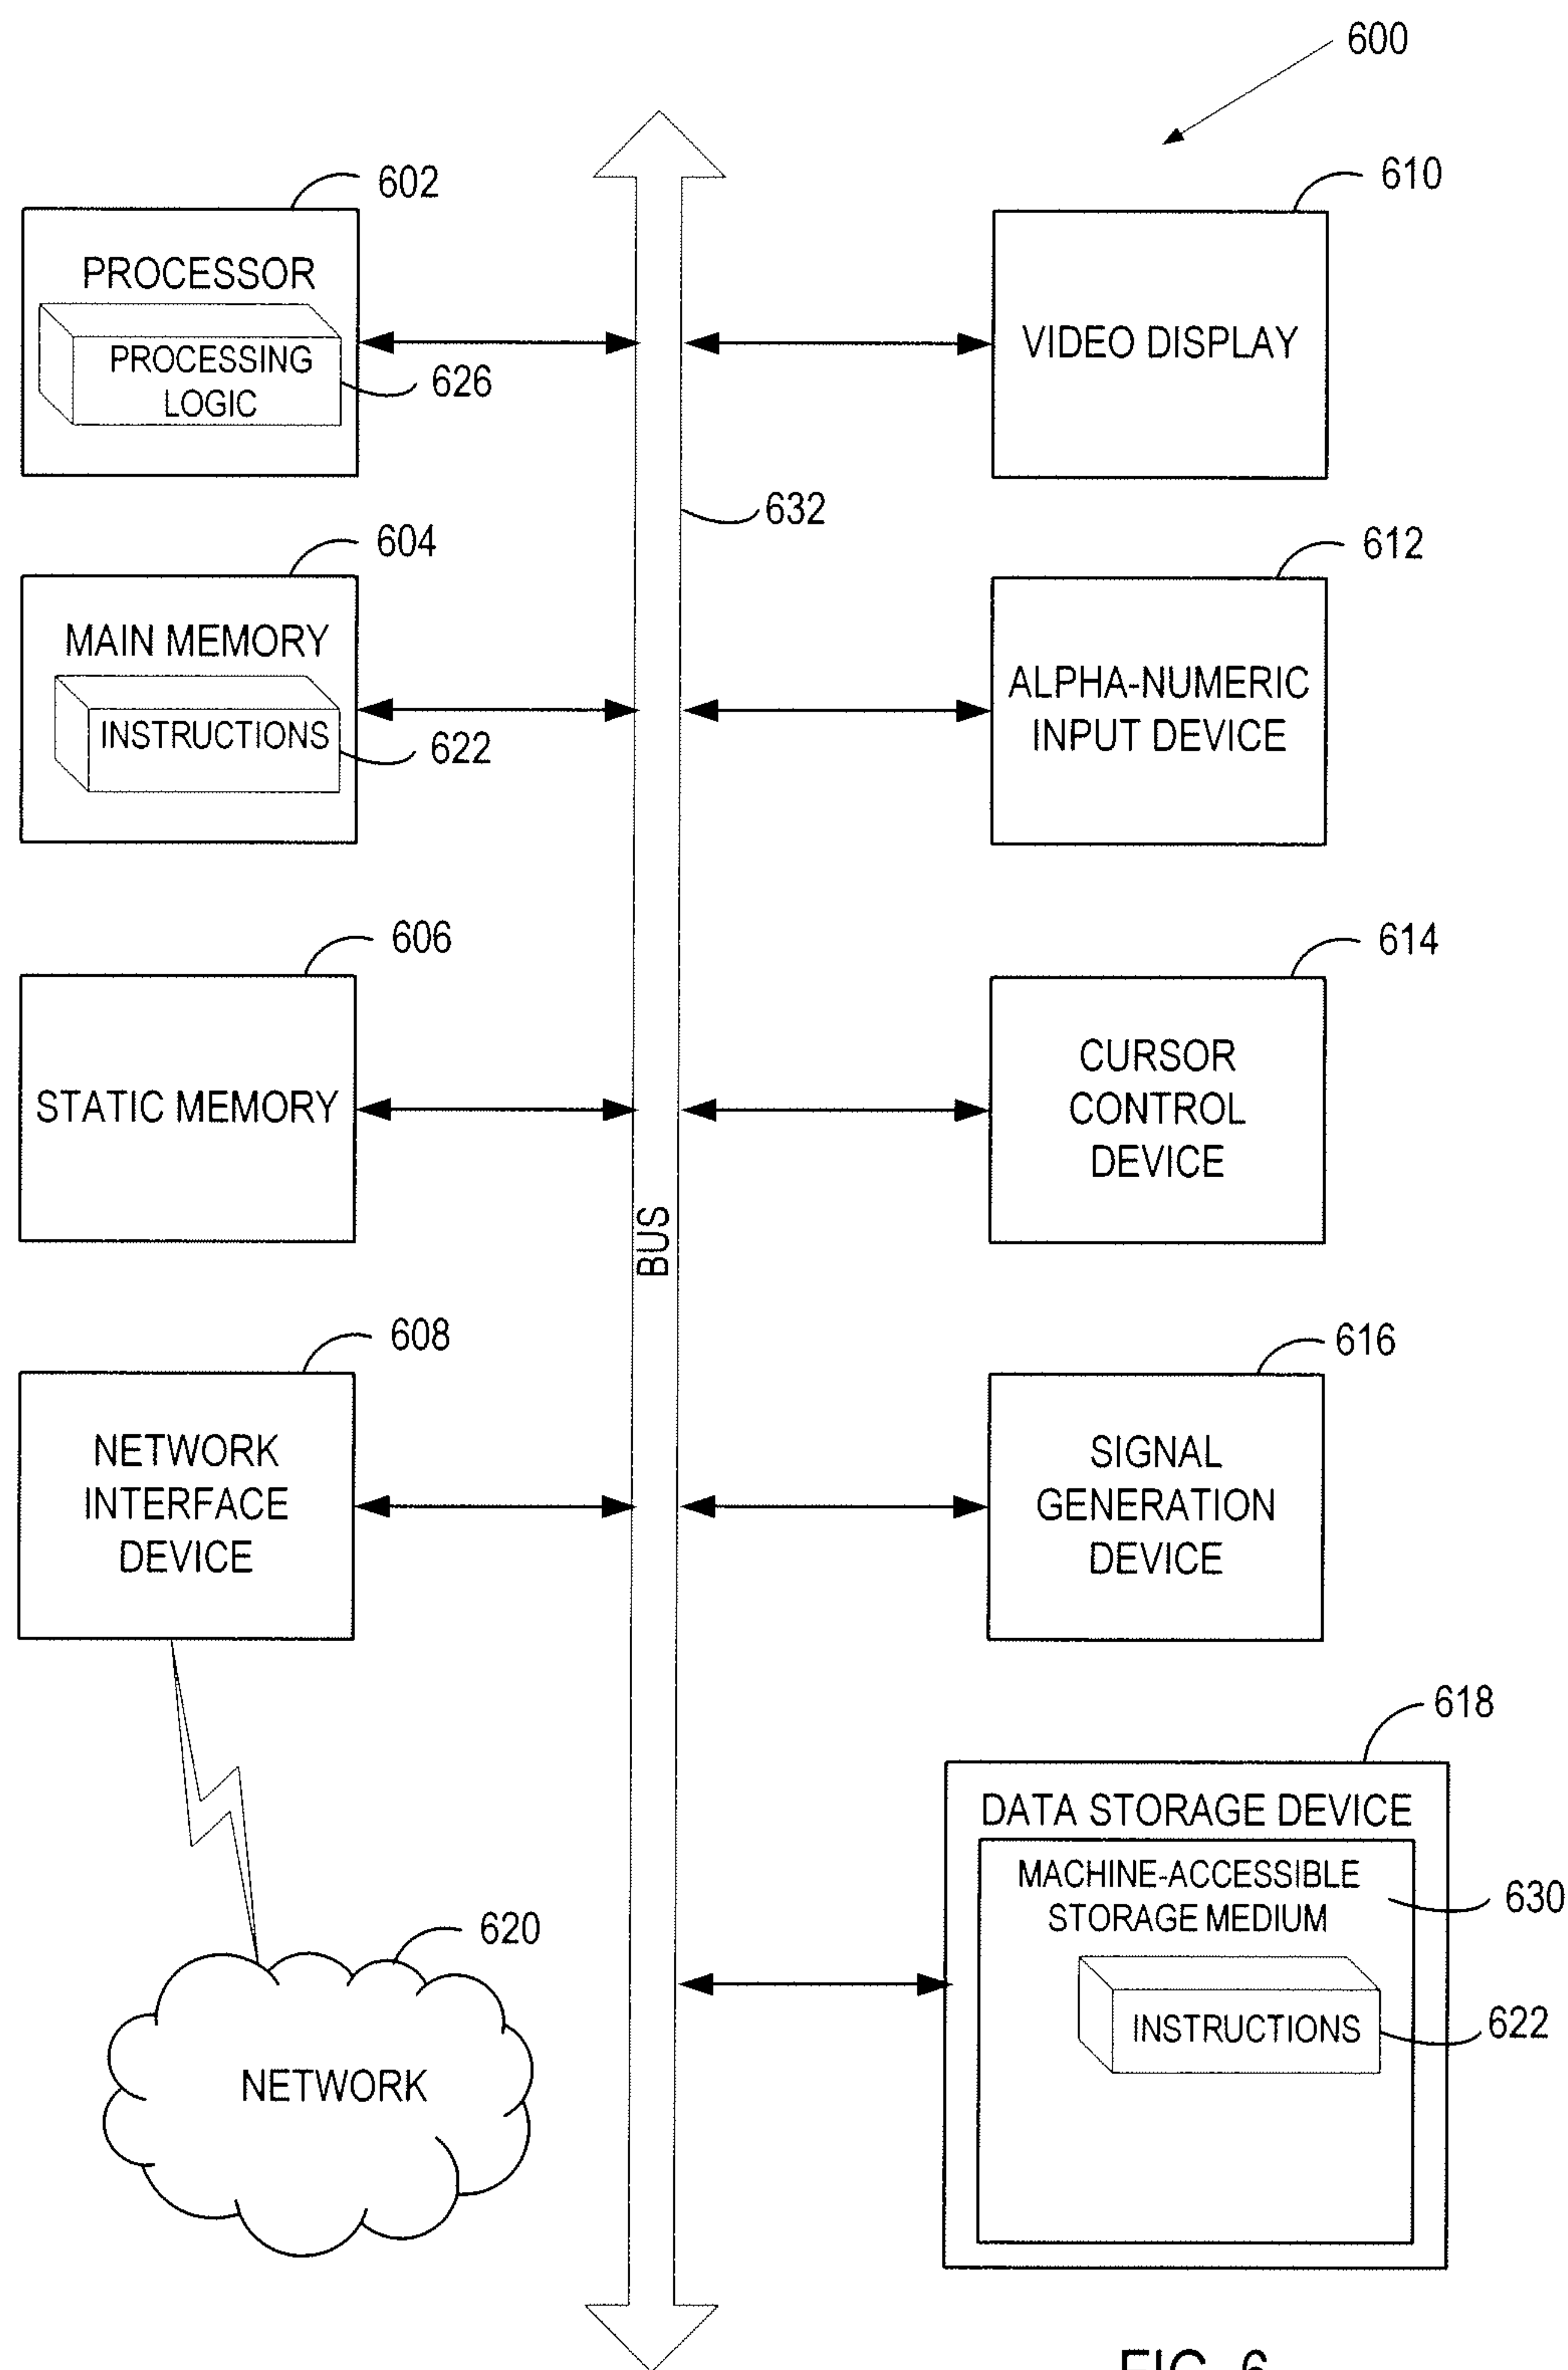 600
602
PROCESSOR
PROCESSING
LOGIC
626
610
VIDEO DISPLAY
632
604
MAIN MEMORY
INSTRUCTIONS
622
612
ALPHA-NUMERIC
INPUT DEVICE
606
STATIC MEMORY
614
CURSOR
CONTROL
DEVICE
BUS
608
NETWORK
INTERFACE
DEVICE
616
SIGNAL
GENERATION
DEVICE
618
DATA STORAGE DEVICE
MACHINE-ACCESSIBLE
STORAGE MEDIUM
630
INSTRUCTIONS
622
620
NETWORK
FIG. 6